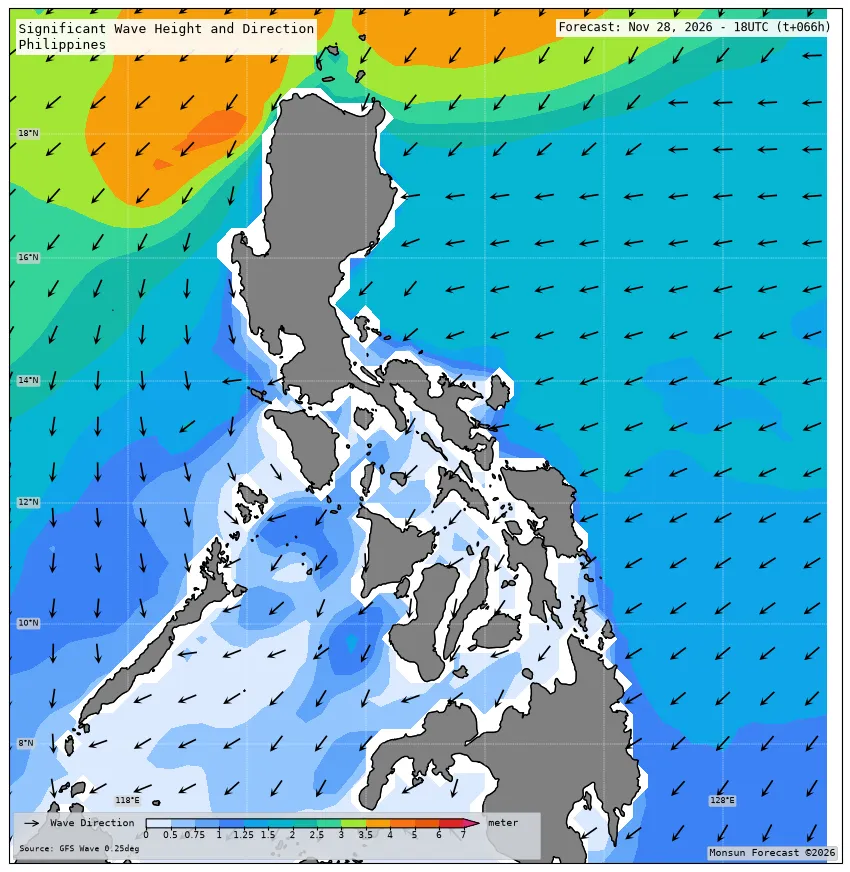 Significant Wave Height and Direction
Philippines
Forecast: Nov 28, 2026 - 18UTC (t+066h)
18°N
16°N
14°N
12°N
10°N
8°N
118°E
128°E
Wave Direction
meter
0 0.5 0.75 1 1.25 1.5 2 2.5 3 3.5 4 5 6 7
Source: GFS Wave 0.25deg
Monsun Forecast ©2026